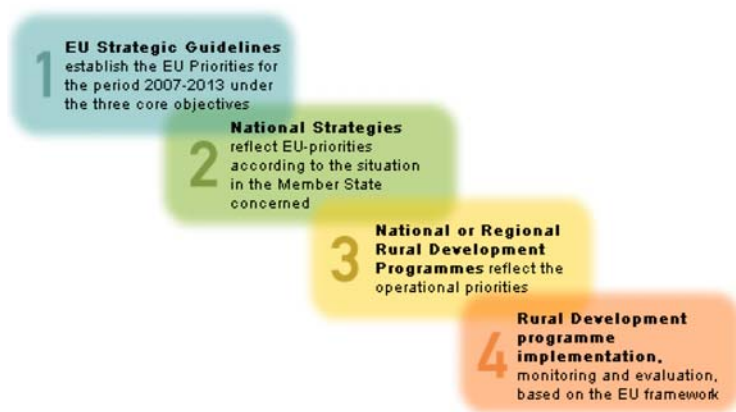 1
EU Strategic Guidelines
establish the EU Priorities for
the period 2007-2013 under
the three core objectives
2
National Strategies
reflect EU-priorities
according to the situation
in the Member State
concerned
3
National or Regional
Rural Development
Programmes reflect the
operational priorities
4
Rural Development
programme
implementation,
monitoring and evaluation,
based on the EU framework